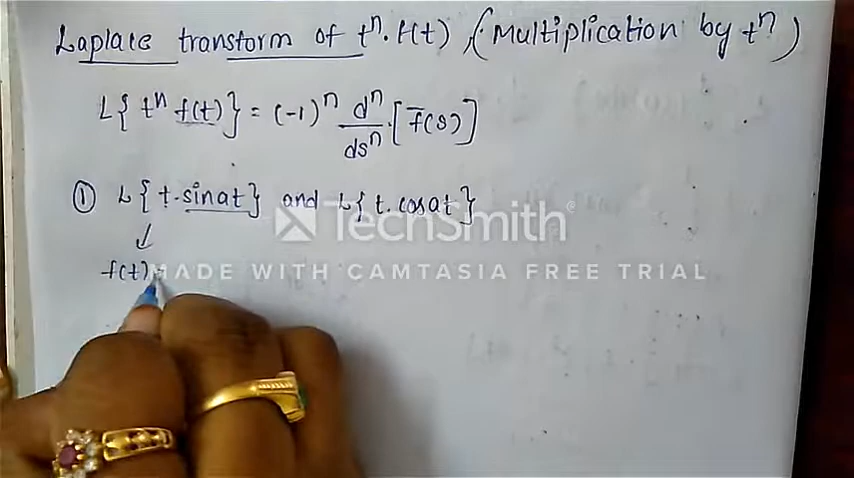 Laplace transform of tⁿ.f(t), (Multiplication by tⁿ)
L{ tⁿ f(t)} = (-1)ⁿ dⁿ/dsⁿ . [f̅(s)]
① L{ t.sinat} and L{ t.cosat}
↓
TechSmith®
f(t)
MADE WITH CAMTASIA FREE TRIAL